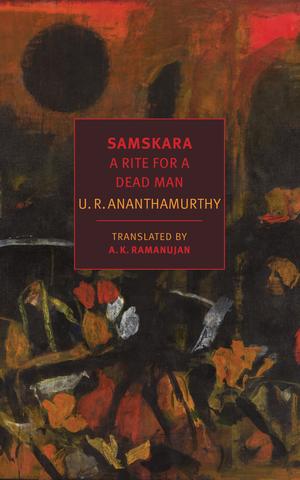 SAMSKARA
A RITE FOR A
DEAD MAN
U. R. ANANTHAMURTHY
TRANSLATED BY
A. K. RAMANUJAN